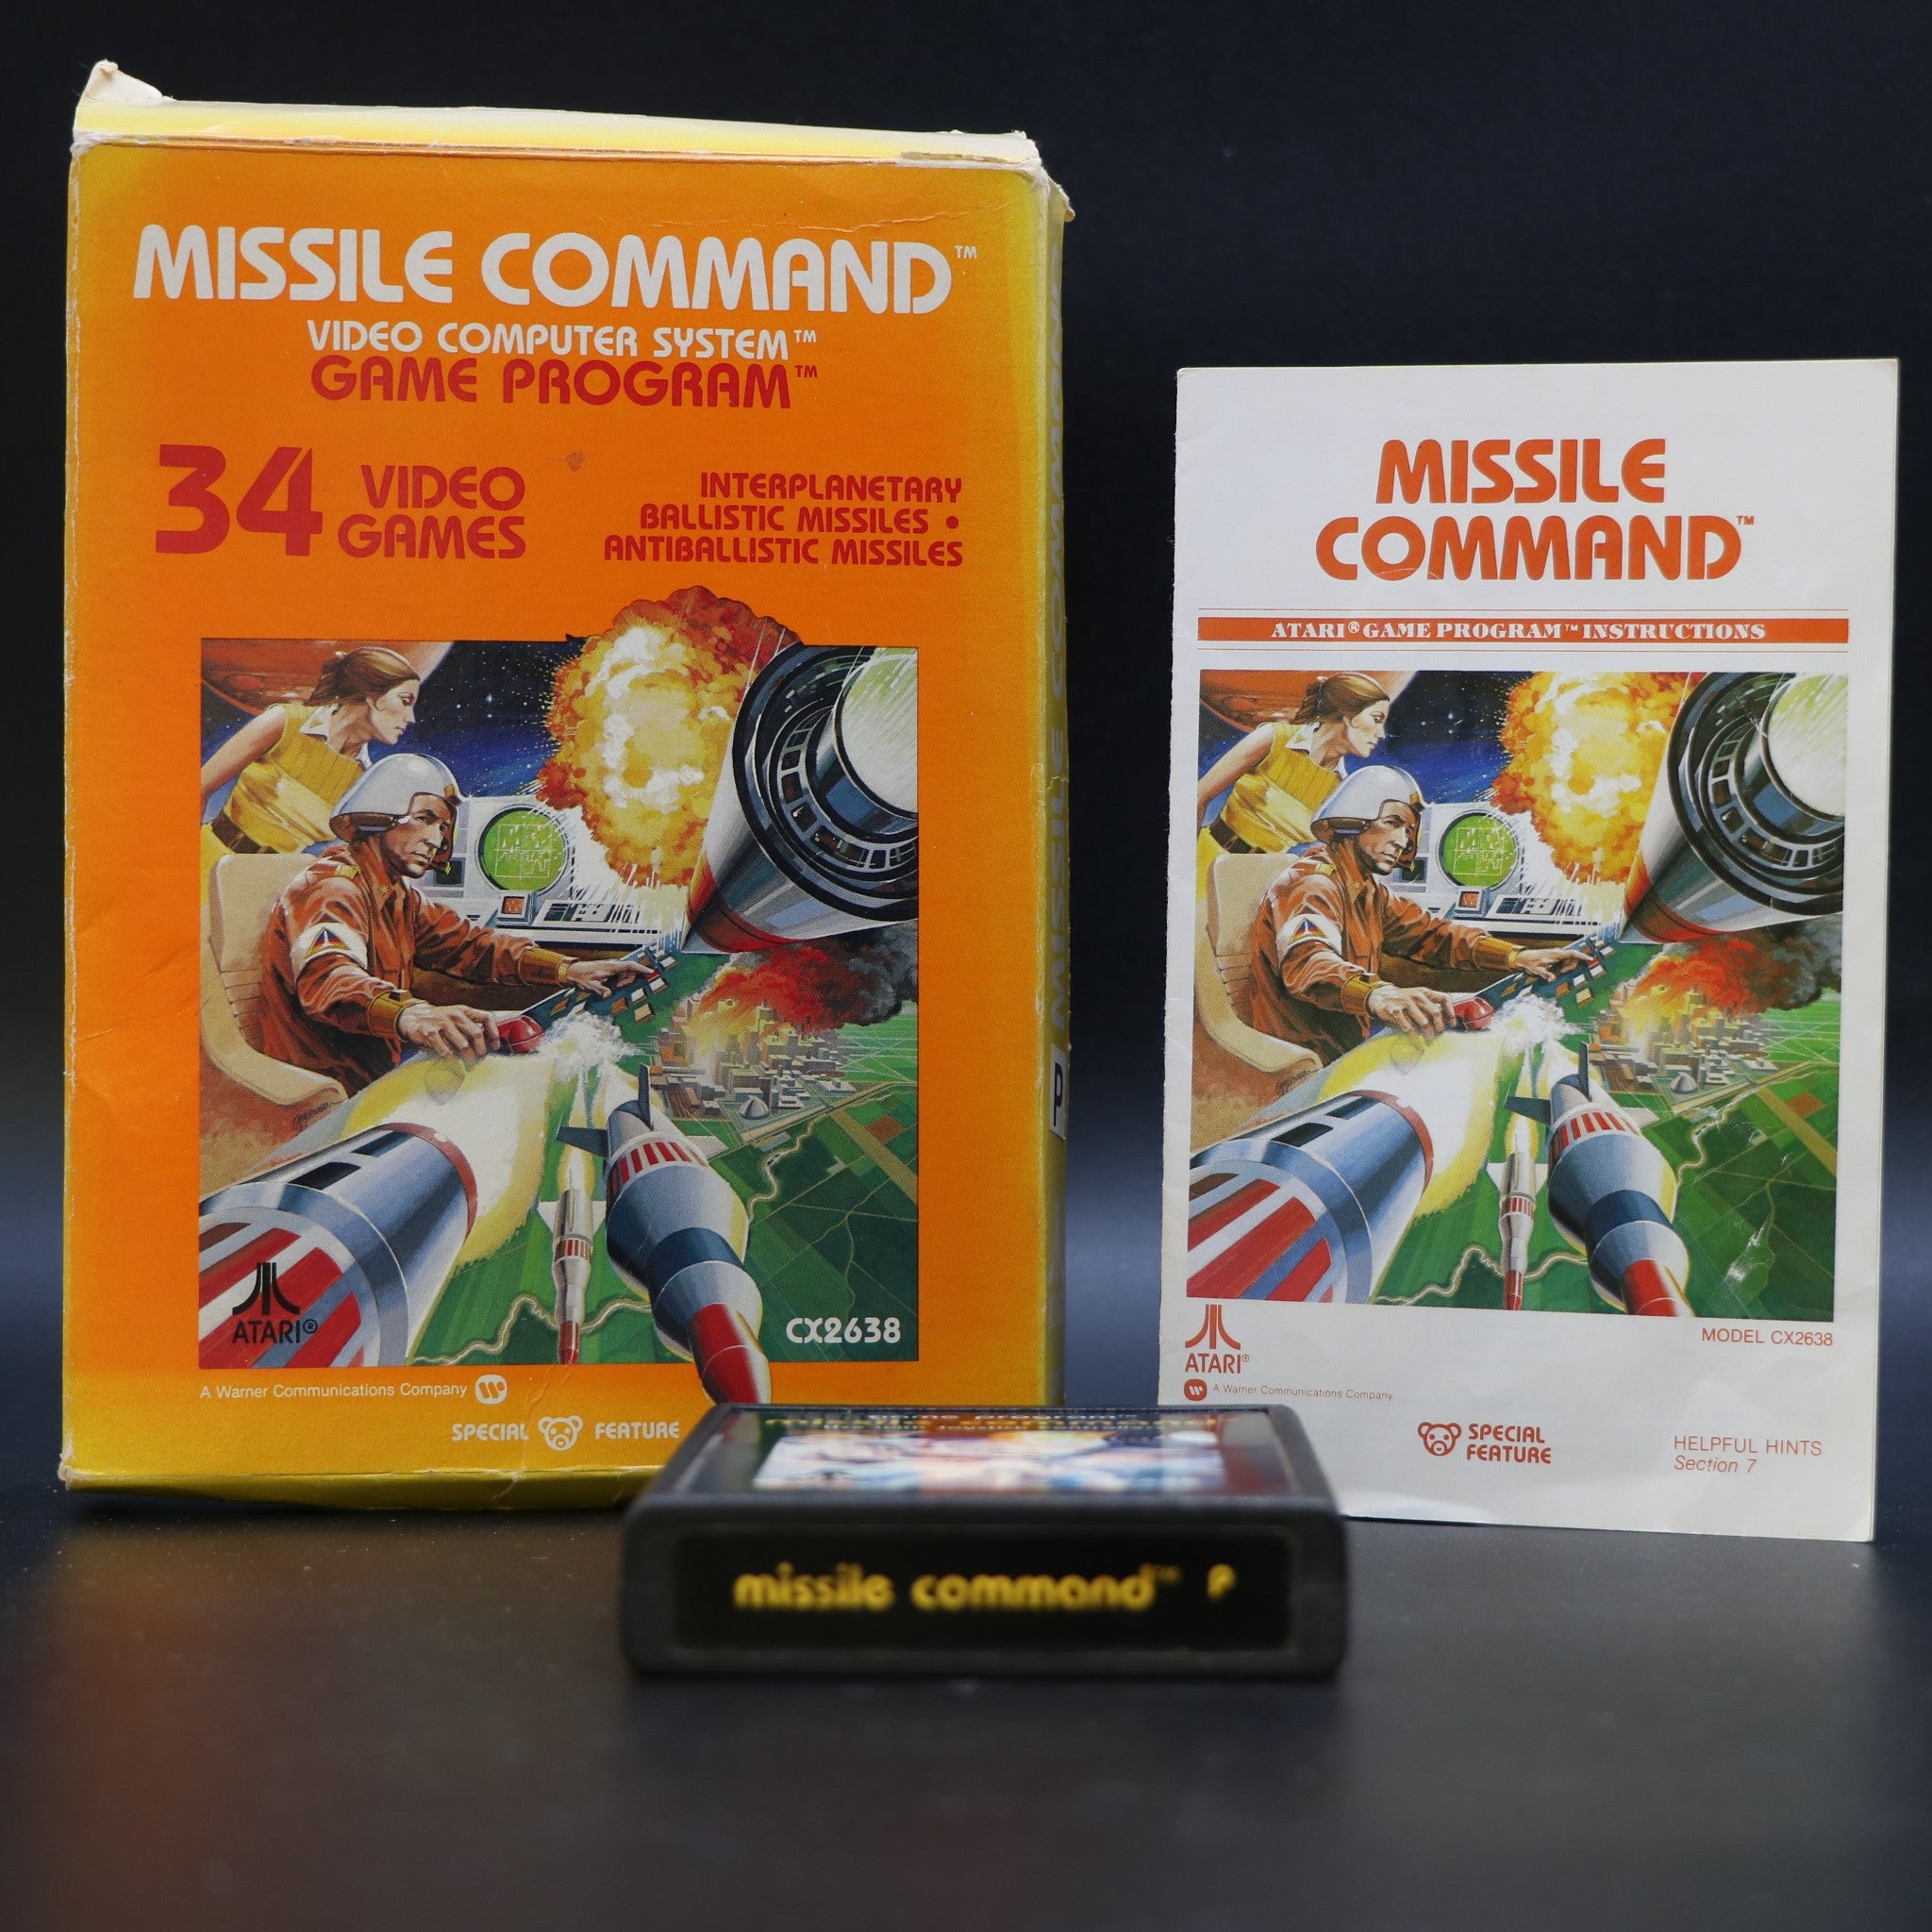 MISSILE COMMAND™
VIDEO COMPUTER SYSTEM™
GAME PROGRAM™
34 VIDEO GAMES
INTERPLANETARY
BALLISTIC MISSILES •
ANTIBALLISTIC MISSILES
ATARI®
CX2638
A Warner Communications Company
SPECIAL FEATURE
MISSILE COMMAND
P
MISSILE
COMMAND™
ATARI® GAME PROGRAM™ INSTRUCTIONS
MODEL CX2638
ATARI®
A Warner Communications Company
SPECIAL
FEATURE
HELPFUL HINTS
Section 7
missile command™ P